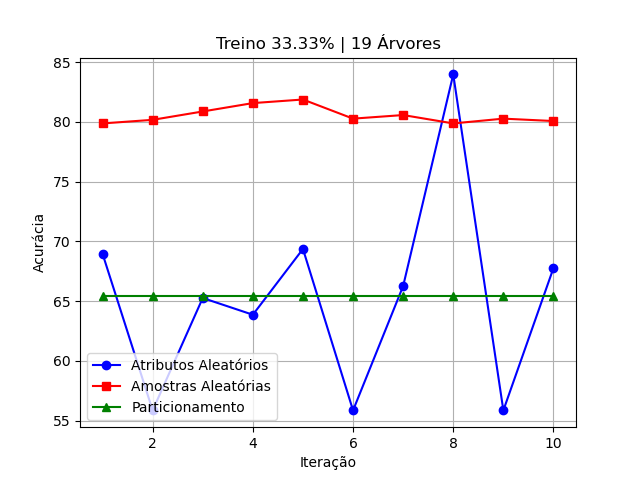 Treino 33.33% | 19 Árvores
Acurácia
85
80
75
70
65
60
55
Atributos Aleatórios
Amostras Aleatórias
Particionamento
2
4
6
8
10
Iteração